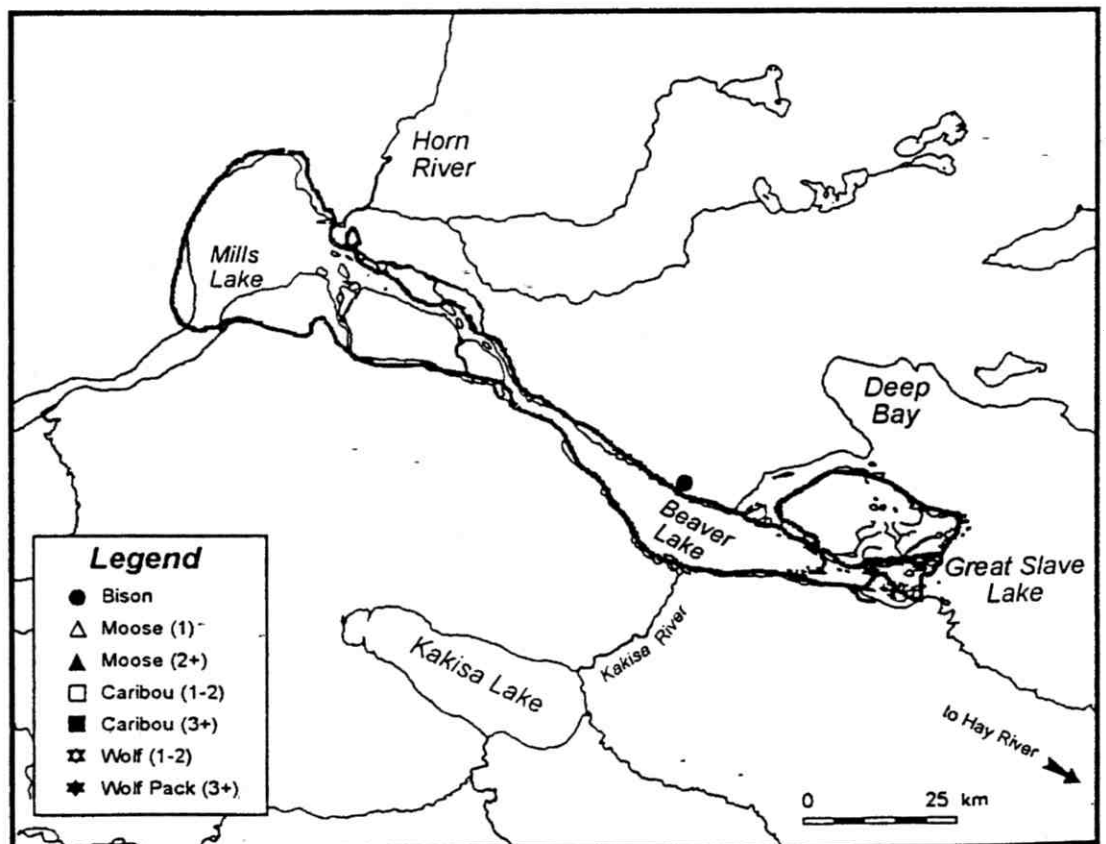 Horn
River
Mills
Lake
Deep
Bay
Beaver
Lake
Great Slave
Lake
Kakisa River
Kakisa Lake
to Hay River
0 25 km
Legend
Bison
Moose (1)
Moose (2+)
Caribou (1-2)
Caribou (3+)
Wolf (1-2)
Wolf Pack (3+)